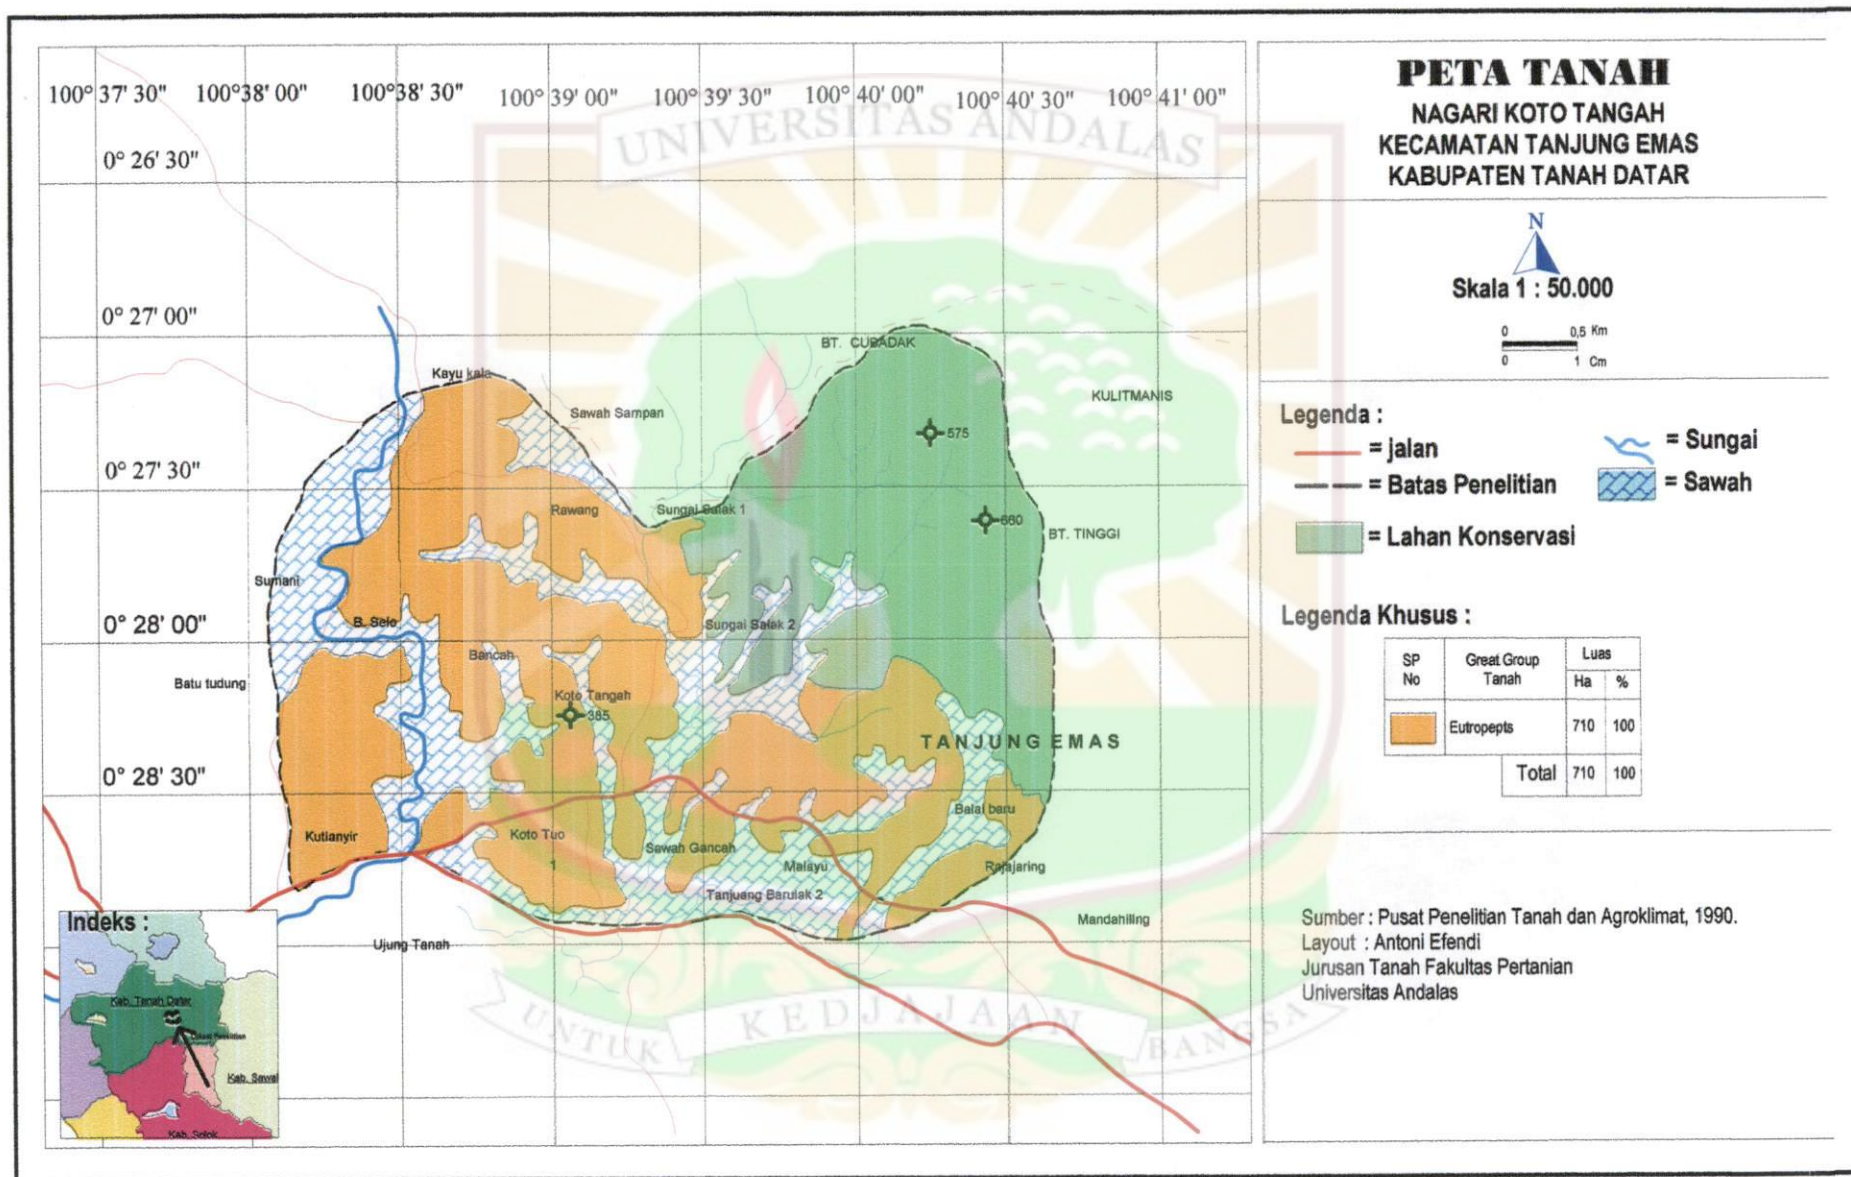 PETA TANAH
NAGARI KOTO TANGAH
KECAMATAN TANJUNG EMAS
KABUPATEN TANAH DATAR
N
Skala 1 : 50.000
0 0,5 Km
0 1 Cm
Legenda :
= jalan
= Sungai
= Batas Penelitian
= Sawah
= Lahan Konservasi
Legenda Khusus :
SP No Great Group Tanah Luas
Ha %
Eutropepts 710 100
Total 710 100
Sumber : Pusat Penelitian Tanah dan Agroklimat, 1990.
Layout : Antoni Efendi
Jurusan Tanah Fakultas Pertanian
Universitas Andalas
100° 37' 30" 100° 38' 00" 100° 38' 30" 100° 39' 00" 100° 39' 30" 100° 40' 00" 100° 40' 30" 100° 41' 00"
UNIVERSITAS ANDALAS
0° 26' 30"
0° 27' 00"
BT. CUBADAK
Kayu kala
KULITMANIS
Sawah Sampan
575
0° 27' 30"
Rawang
Sungai Salak 1
660
BT. TINGGI
Sumani
0° 28' 00"
B. Selo
Sungai Salak 2
Bancah
Batu tudung
Koto Tangah
385
TANJUNG EMAS
0° 28' 30"
Balai baru
Kutianyir
Koto Tuo
1
Sawah Gancah
Malayu
Rajajaring
Tanjuang Barulak 2
Mandahiling
Ujung Tanah
Indeks :
Kab. Tanah Datar
Lokasi Penelitian
Kab. Sawal
Kab. Solok
UNTUK KEDJAJAAN BANGSA